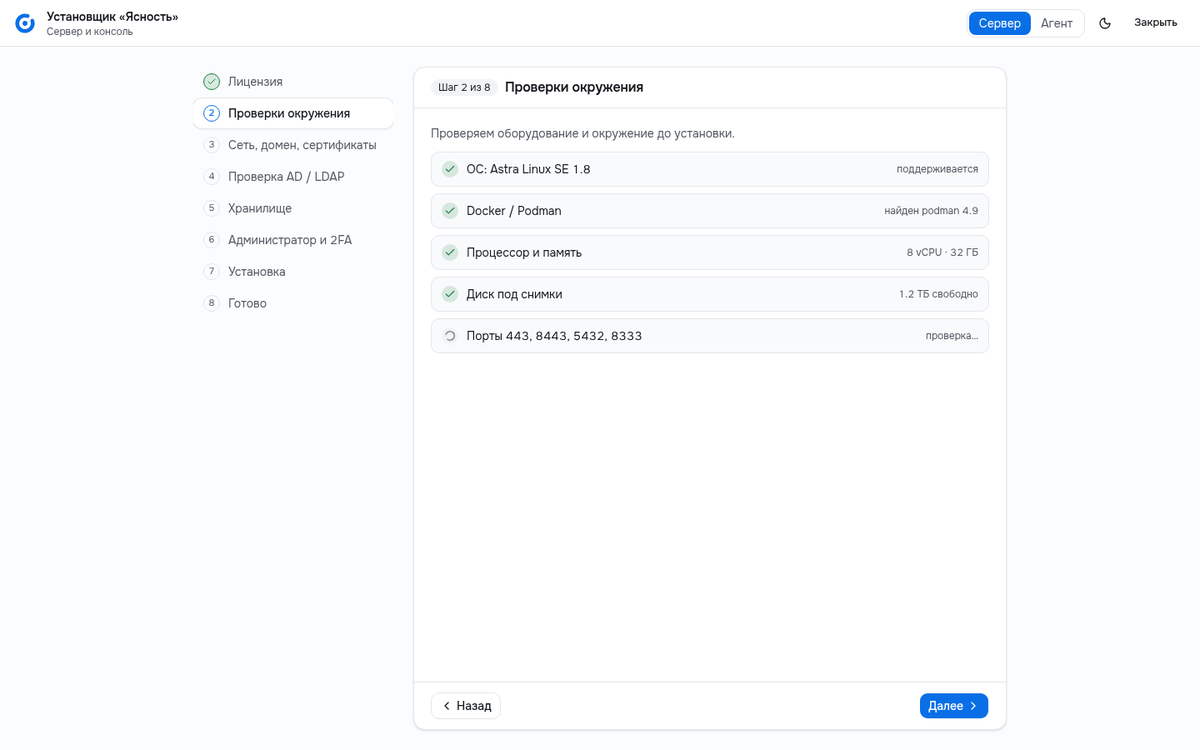 Установщик «Ясность»
Сервер и консоль
Сервер
Агент
Закрыть
Лицензия
2 Проверки окружения
3 Сеть, домен, сертификаты
4 Проверка AD / LDAP
5 Хранилище
6 Администратор и 2FA
7 Установка
8 Готово
Шаг 2 из 8 Проверки окружения
Проверяем оборудование и окружение до установки.
ОС: Astra Linux SE 1.8 поддерживается
Docker / Podman найден podman 4.9
Процессор и память 8 vCPU · 32 ГБ
Диск под снимки 1.2 ТБ свободно
Порты 443, 8443, 5432, 8333 проверка…
Назад
Далее